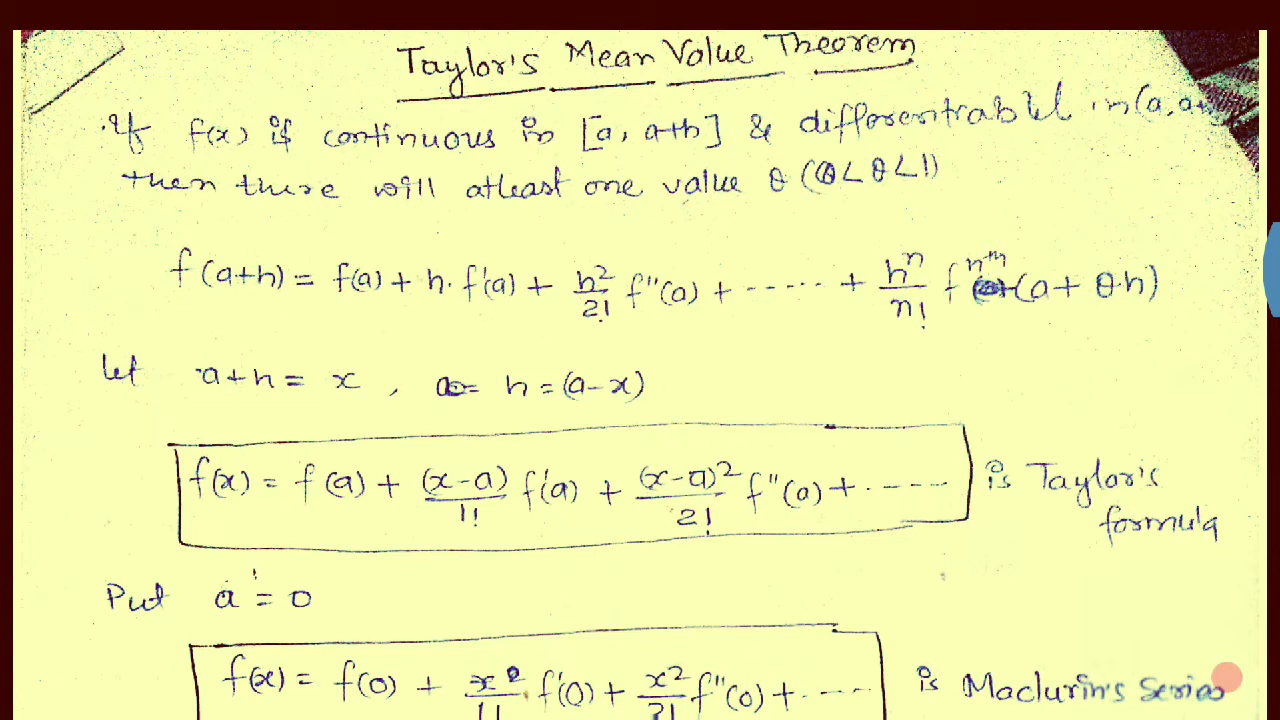 Taylor's Mean Value Theorem
If f(x) is continuous in [a, a+h] & differentiable in (a, a+
then there will atleast one value θ (0<θ<1)
f(a+h) = f(a) + h. f'(a) + h²/2! f''(a) + ------ + hⁿ/n! f^nth (a + θ.h)
let a+h = x , h = (a-x)
f(x) = f(a) + (x-a)/1! f'(a) + (x-a)²/2! f''(a) + ----- is Taylor's
formula
Put a = 0
f(x) = f(0) + x/1! f'(0) + x²/2! f''(0) + ---- is Maclurin's Series